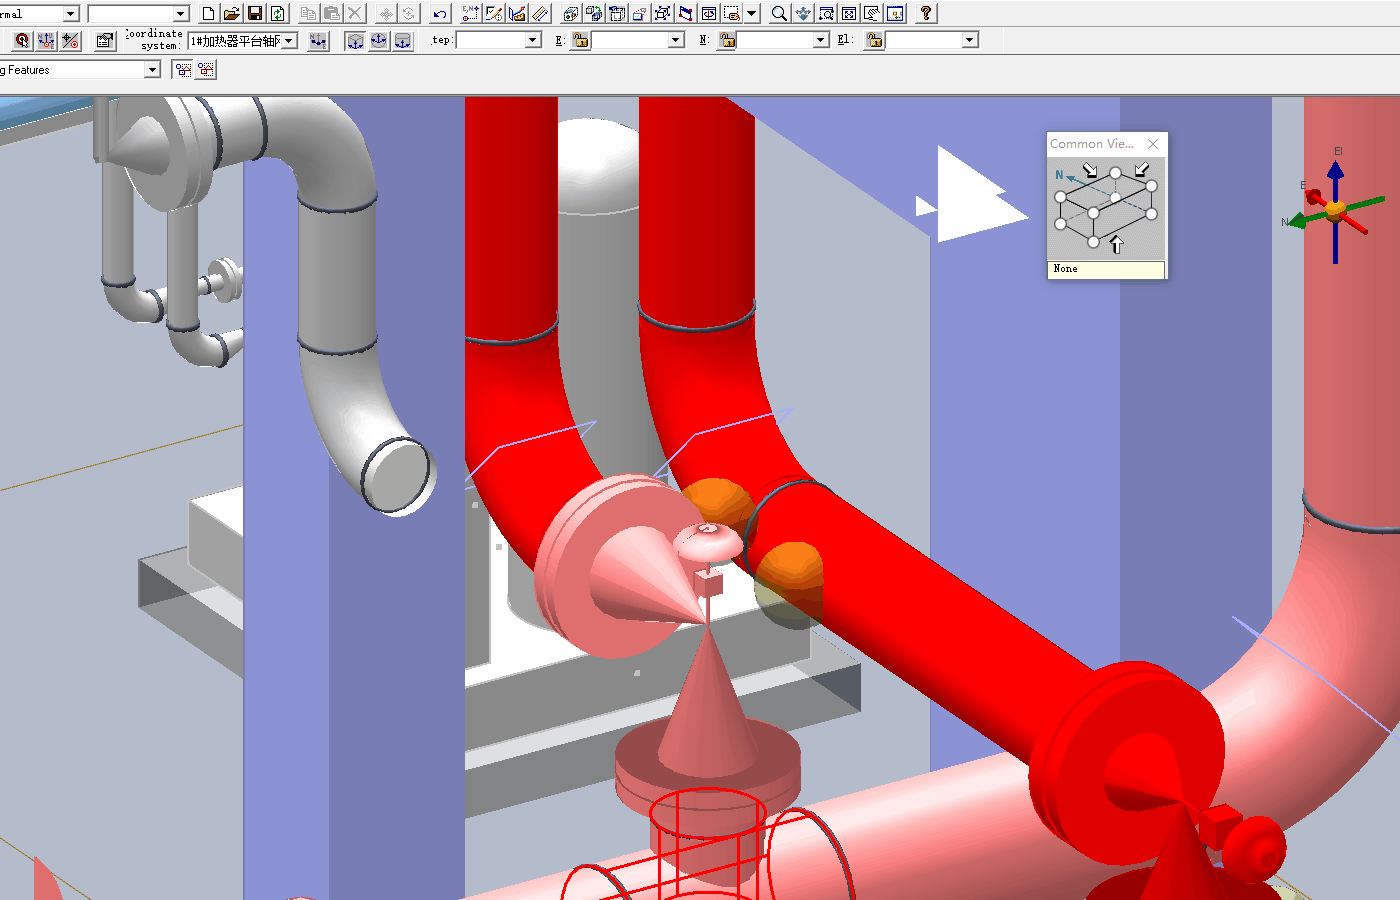 rmal
Coordinate
system:
1#加热器平台轴
.tep:
E:
N:
El:
g Features
Common Vie...
N
None
El
E
N